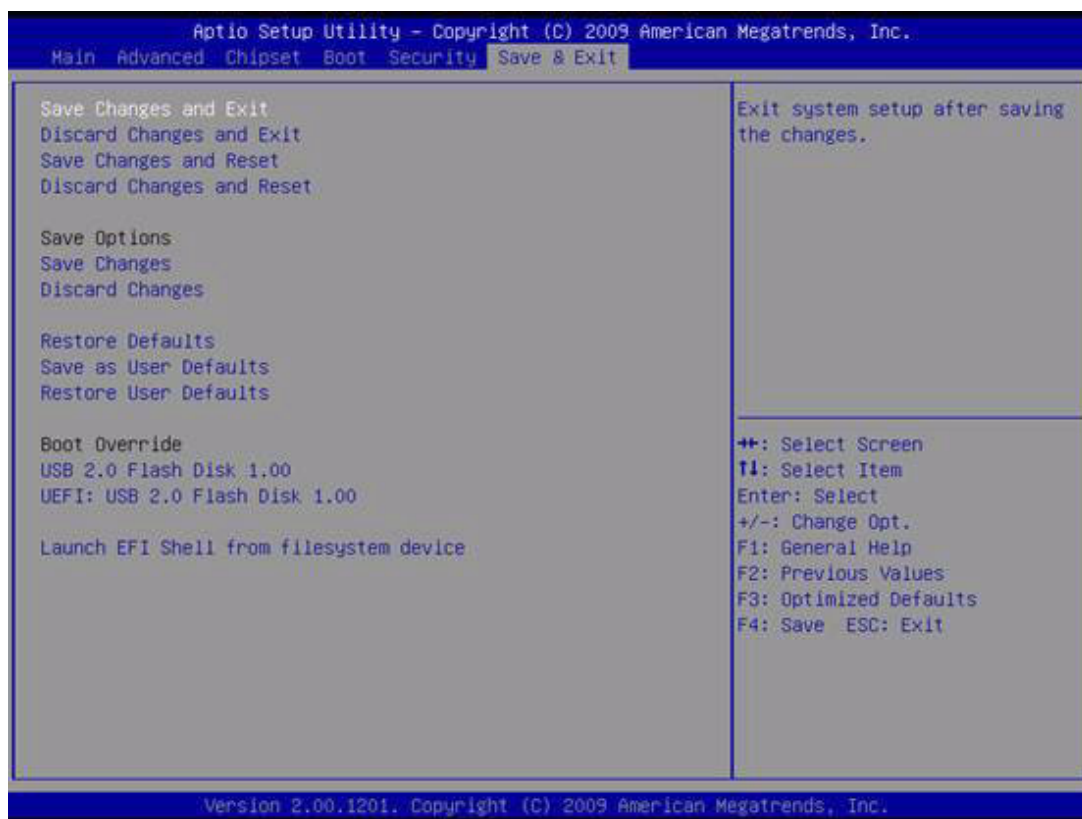 Aptio Setup Utility – Copyright (C) 2009 American Megatrends, Inc.
Main Advanced Chipset Boot Security Save & Exit
Save Changes and Exit
Discard Changes and Exit
Save Changes and Reset
Discard Changes and Reset
Save Options
Save Changes
Discard Changes
Restore Defaults
Save as User Defaults
Restore User Defaults
Boot Override
USB 2.0 Flash Disk 1.00
UEFI: USB 2.0 Flash Disk 1.00
Launch EFI Shell from filesystem device
Exit system setup after saving
the changes.
→←: Select Screen
↑↓: Select Item
Enter: Select
+/-: Change Opt.
F1: General Help
F2: Previous Values
F3: Optimized Defaults
F4: Save ESC: Exit
Version 2.00.1201. Copyright (C) 2009 American Megatrends, Inc.